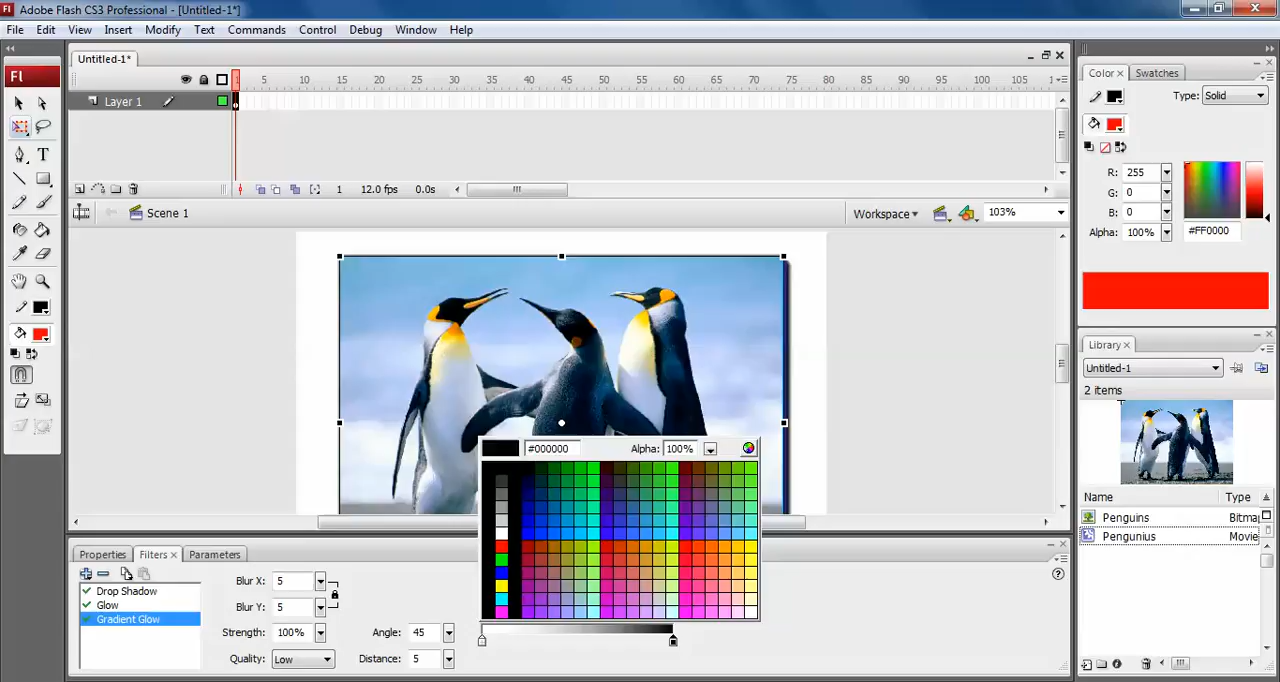 Fl Adobe Flash CS3 Professional - [Untitled-1*]
File Edit View Insert Modify Text Commands Control Debug Window Help
Untitled-1*
Fl
1 5 10 15 20 25 30 35 40 45 50 55 60 65 70 75 80 85 90 95 100 105
Layer 1
1 12.0 fps 0.0s
Scene 1
Workspace
103%
T
Color Swatches
Type: Solid
R: 255
G: 0
B: 0
Alpha: 100%
#FF0000
Library
Untitled-1
2 items
Name Type
Penguins Bitmap
Pengunius Movie
#000000 Alpha: 100%
Properties Filters Parameters
Drop Shadow
Glow
Gradient Glow
Blur X: 5
Blur Y: 5
Strength: 100%
Quality: Low
Angle: 45
Distance: 5